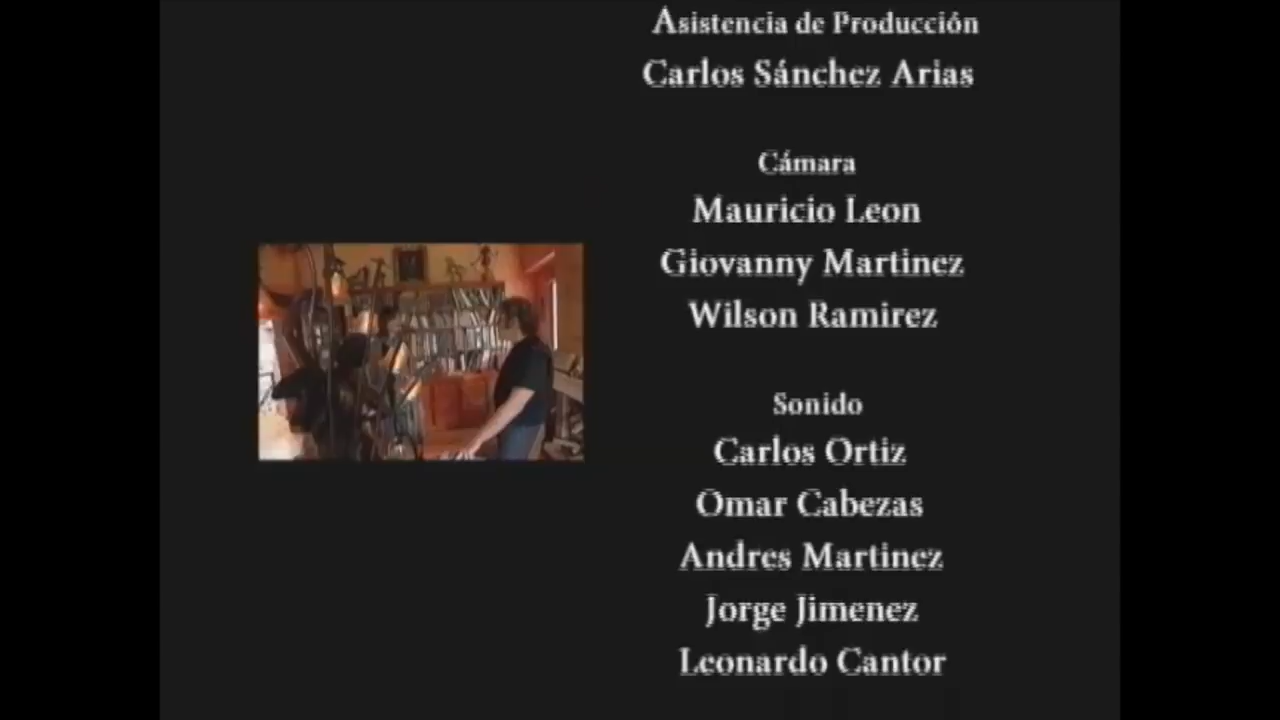 Asistencia de Producción
Carlos Sánchez Arias
Cámara
Mauricio Leon
Giovanny Martinez
Wilson Ramirez
Sonido
Carlos Ortiz
Omar Cabezas
Andres Martinez
Jorge Jimenez
Leonardo Cantor